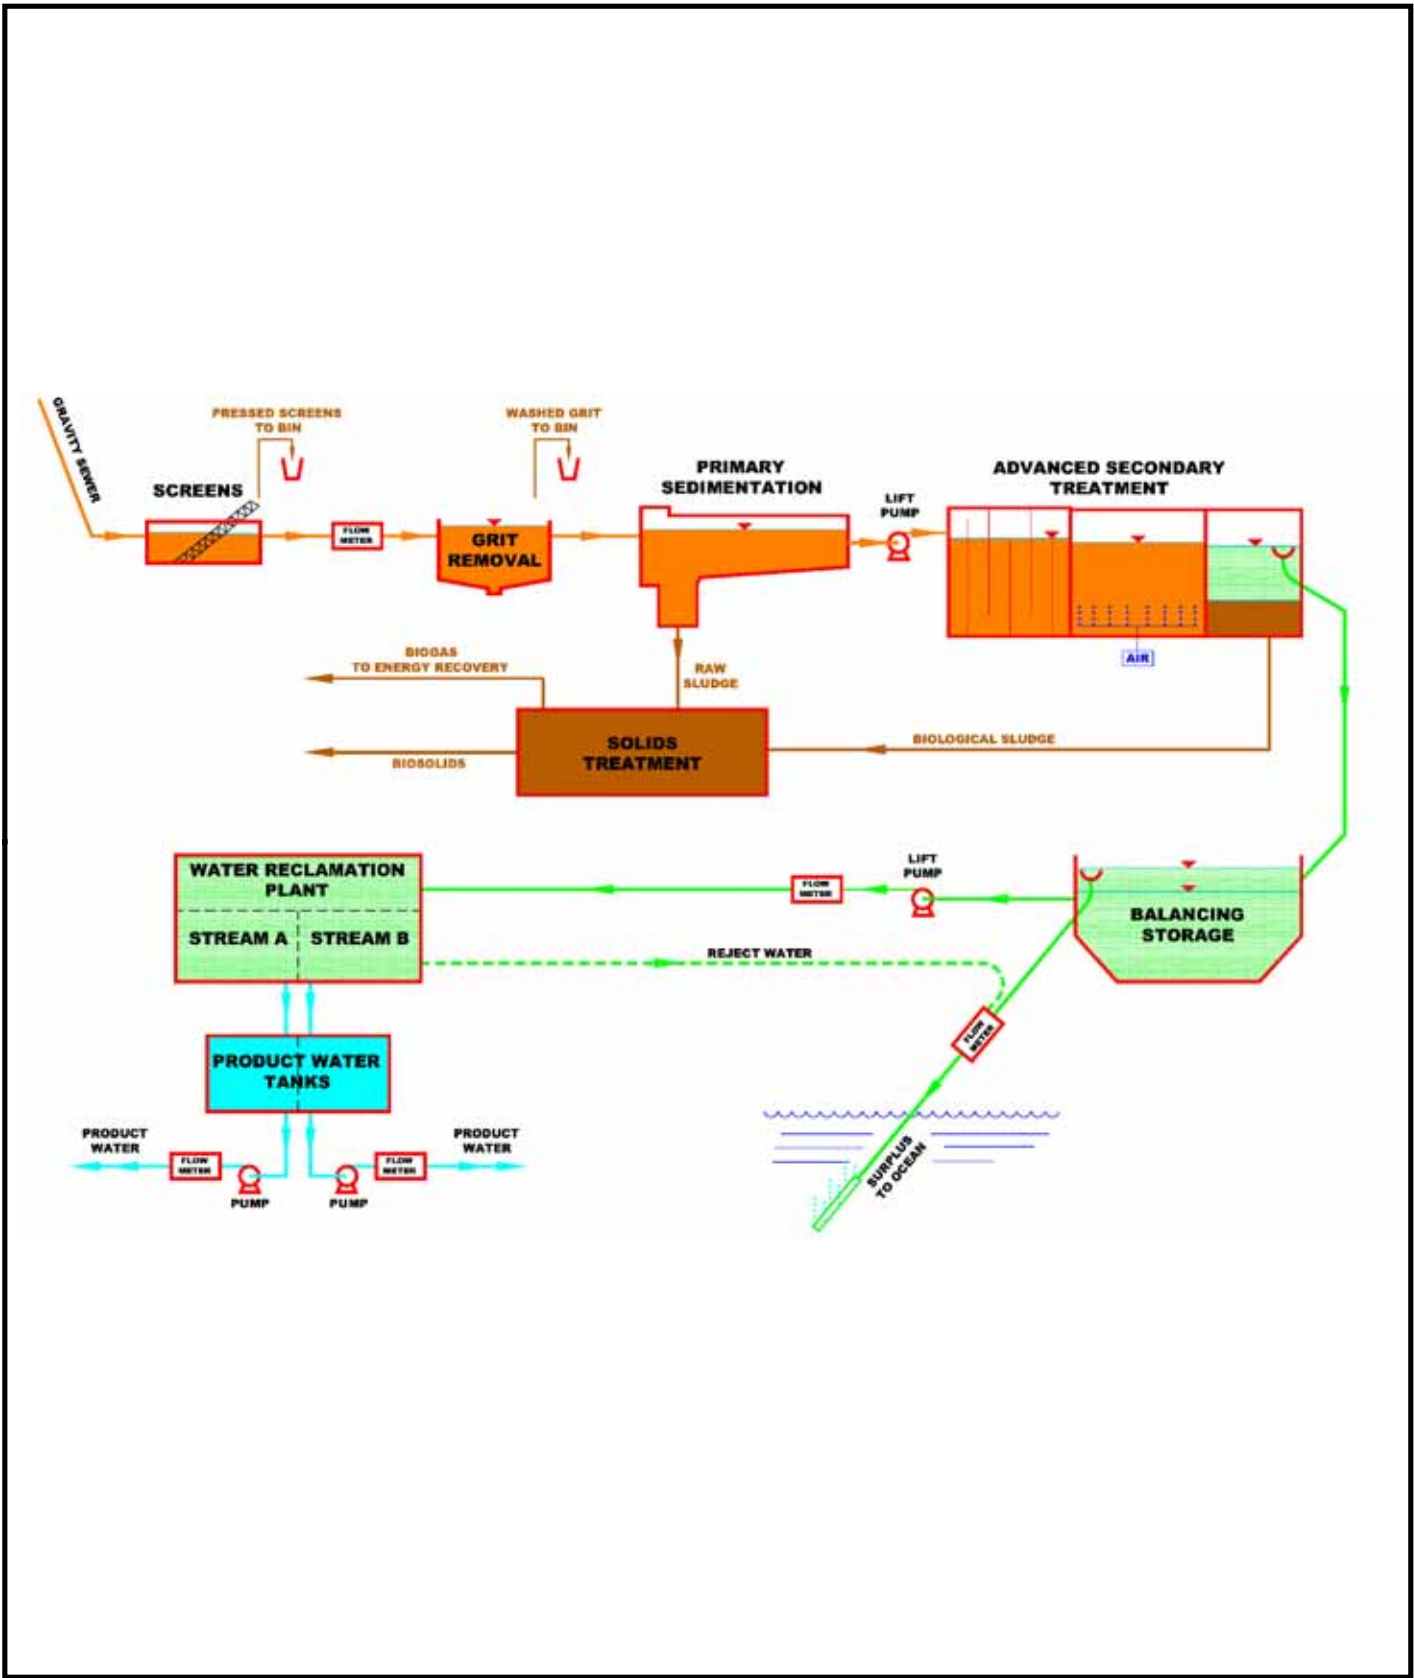 GRAVITY SEWER
PRESSED SCREENS
TO BIN
SCREENS
FLOW
METER
WASHED GRIT
TO BIN
GRIT
REMOVAL
PRIMARY
SEDIMENTATION
LIFT
PUMP
ADVANCED SECONDARY
TREATMENT
AIR
BIOGAS
TO ENERGY RECOVERY
RAW
SLUDGE
SOLIDS
TREATMENT
BIOSOLIDS
BIOLOGICAL SLUDGE
WATER RECLAMATION
PLANT
STREAM A
STREAM B
FLOW
METER
LIFT
PUMP
BALANCING
STORAGE
REJECT WATER
FLOW
METER
PRODUCT WATER
TANKS
PRODUCT
WATER
FLOW
METER
PUMP
PUMP
FLOW
METER
PRODUCT
WATER
SURPLUS
TO OCEAN